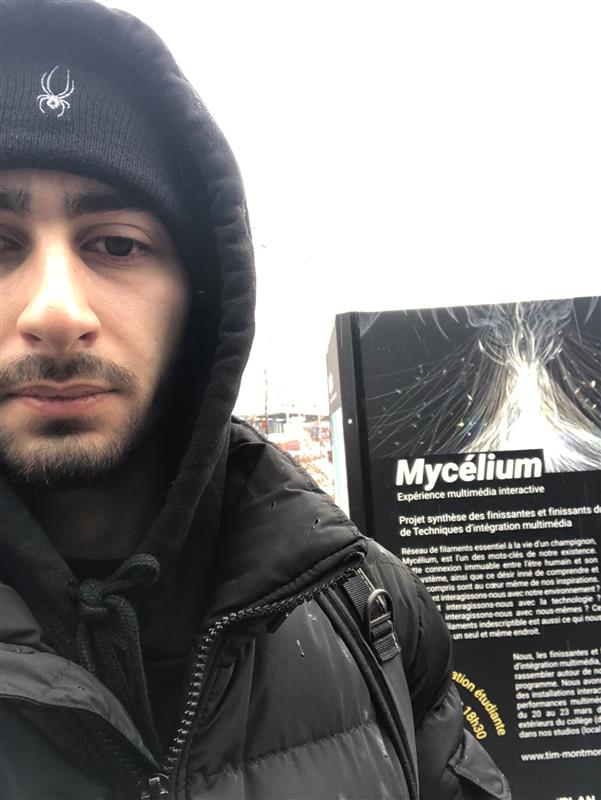 Mycélium
Expérience multimédia interactive
Projet synthèse des finissantes et finissants d
de Techniques d'intégration multimédia
Réseau de filaments essentiel à la vie d'un champignon
Mycélium, est l'un des mots-clés de notre existence
cette connexion immuable entre l'être humain et son
système, ainsi que ce désir inné de comprendre et
compris sont au cœur même de nos inspirations
interagissons-nous avec notre environnement ?
interagissons-nous avec la technologie ?
interagissons-nous avec nous-mêmes ? Ce
filaments indescriptible est aussi ce qui nou
un seul et même endroit.
Nous, les finissantes et
d'intégration multimédia,
rassembler autour de no
programme. Nous avons
des installations interac
performances multiméd
du 20 au 23 mars d
extérieurs du collège (d
dans nos studios (local
ation étudiante
18h30
www.tim-montmor